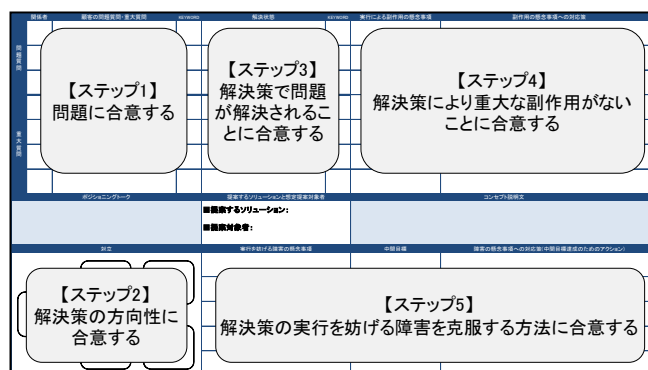 関係者 顧客の問題質問・重大質問 KEYWORD 解決状態 KEYWORD 実行による副作用の懸念事項 副作用の懸念事項への対応策
問題質問
【ステップ1】
問題に合意する
【ステップ3】
解決策で問題
が解決されるこ
とに合意する
【ステップ4】
解決策により重大な副作用がない
ことに合意する
重大質問
ポジショニングトーク 提案するソリューションと想定提案対象者 コンセプト説明文
■提案するソリューション:
■提案対象者:
対立 実行を妨げる障害の懸念事項 中間目標 障害の懸念事項への対応策(中間目標達成のためのアクション)
【ステップ2】
解決策の方向性に
合意する
【ステップ5】
解決策の実行を妨げる障害を克服する方法に合意する